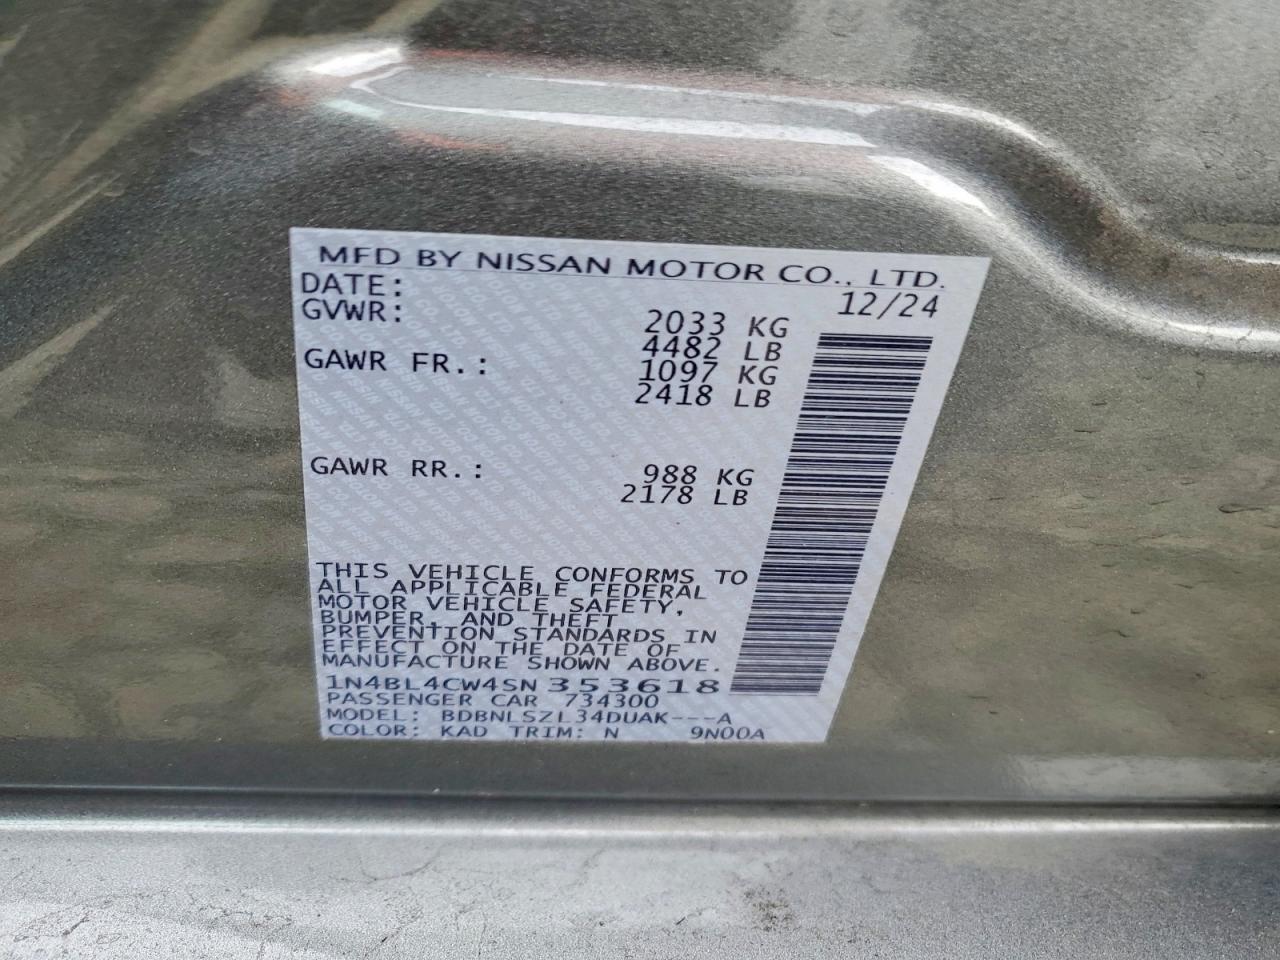 MFD BY NISSAN MOTOR CO., LTD.
DATE: 12/24
GVWR: 2033 KG
4482 LB
GAWR FR.: 1097 KG
2418 LB
GAWR RR.: 988 KG
2178 LB
THIS VEHICLE CONFORMS TO
ALL APPLICABLE FEDERAL
MOTOR VEHICLE SAFETY,
BUMPER, AND THEFT
PREVENTION STANDARDS IN
EFFECT ON THE DATE OF
MANUFACTURE SHOWN ABOVE.
1N4BL4CW4SN353618
PASSENGER CAR 734300
MODEL: BDBNLSZL34DUAK---A
COLOR: KAD TRIM: N 9N00A